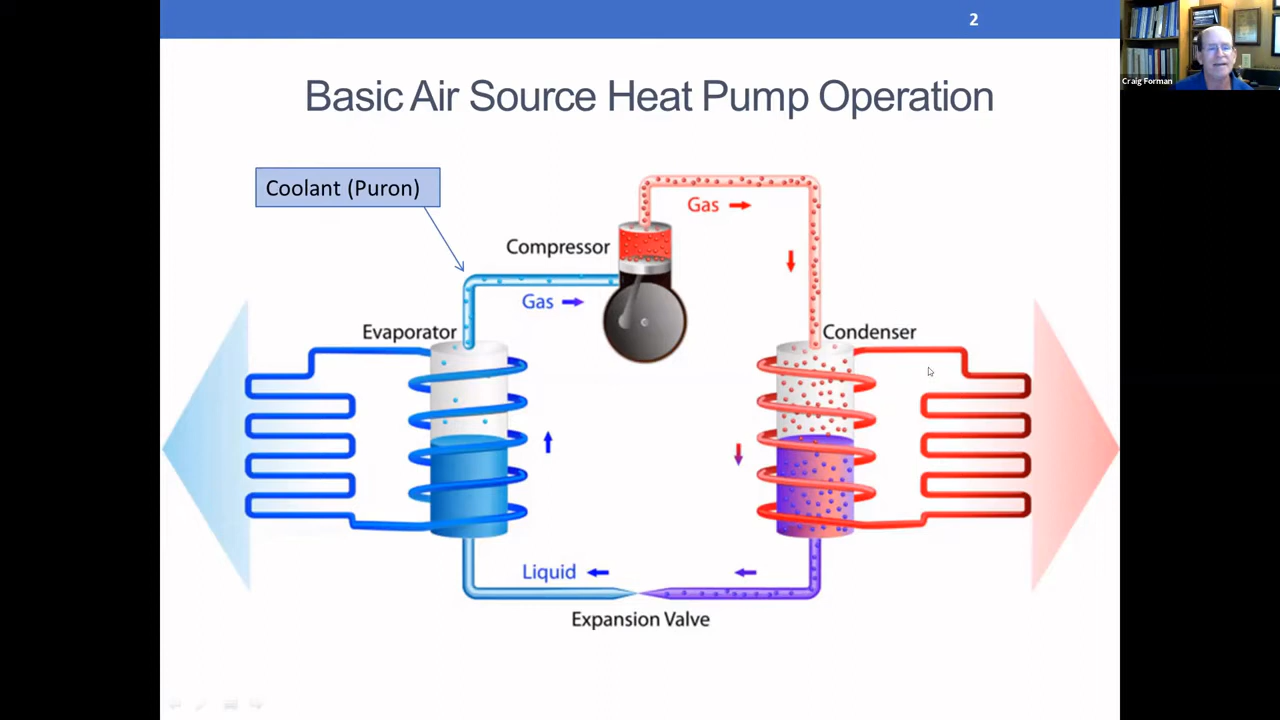 2
Craig Forman
Basic Air Source Heat Pump Operation
Coolant (Puron)
Gas
Compressor
Gas
Evaporator
Condenser
Liquid
Expansion Valve